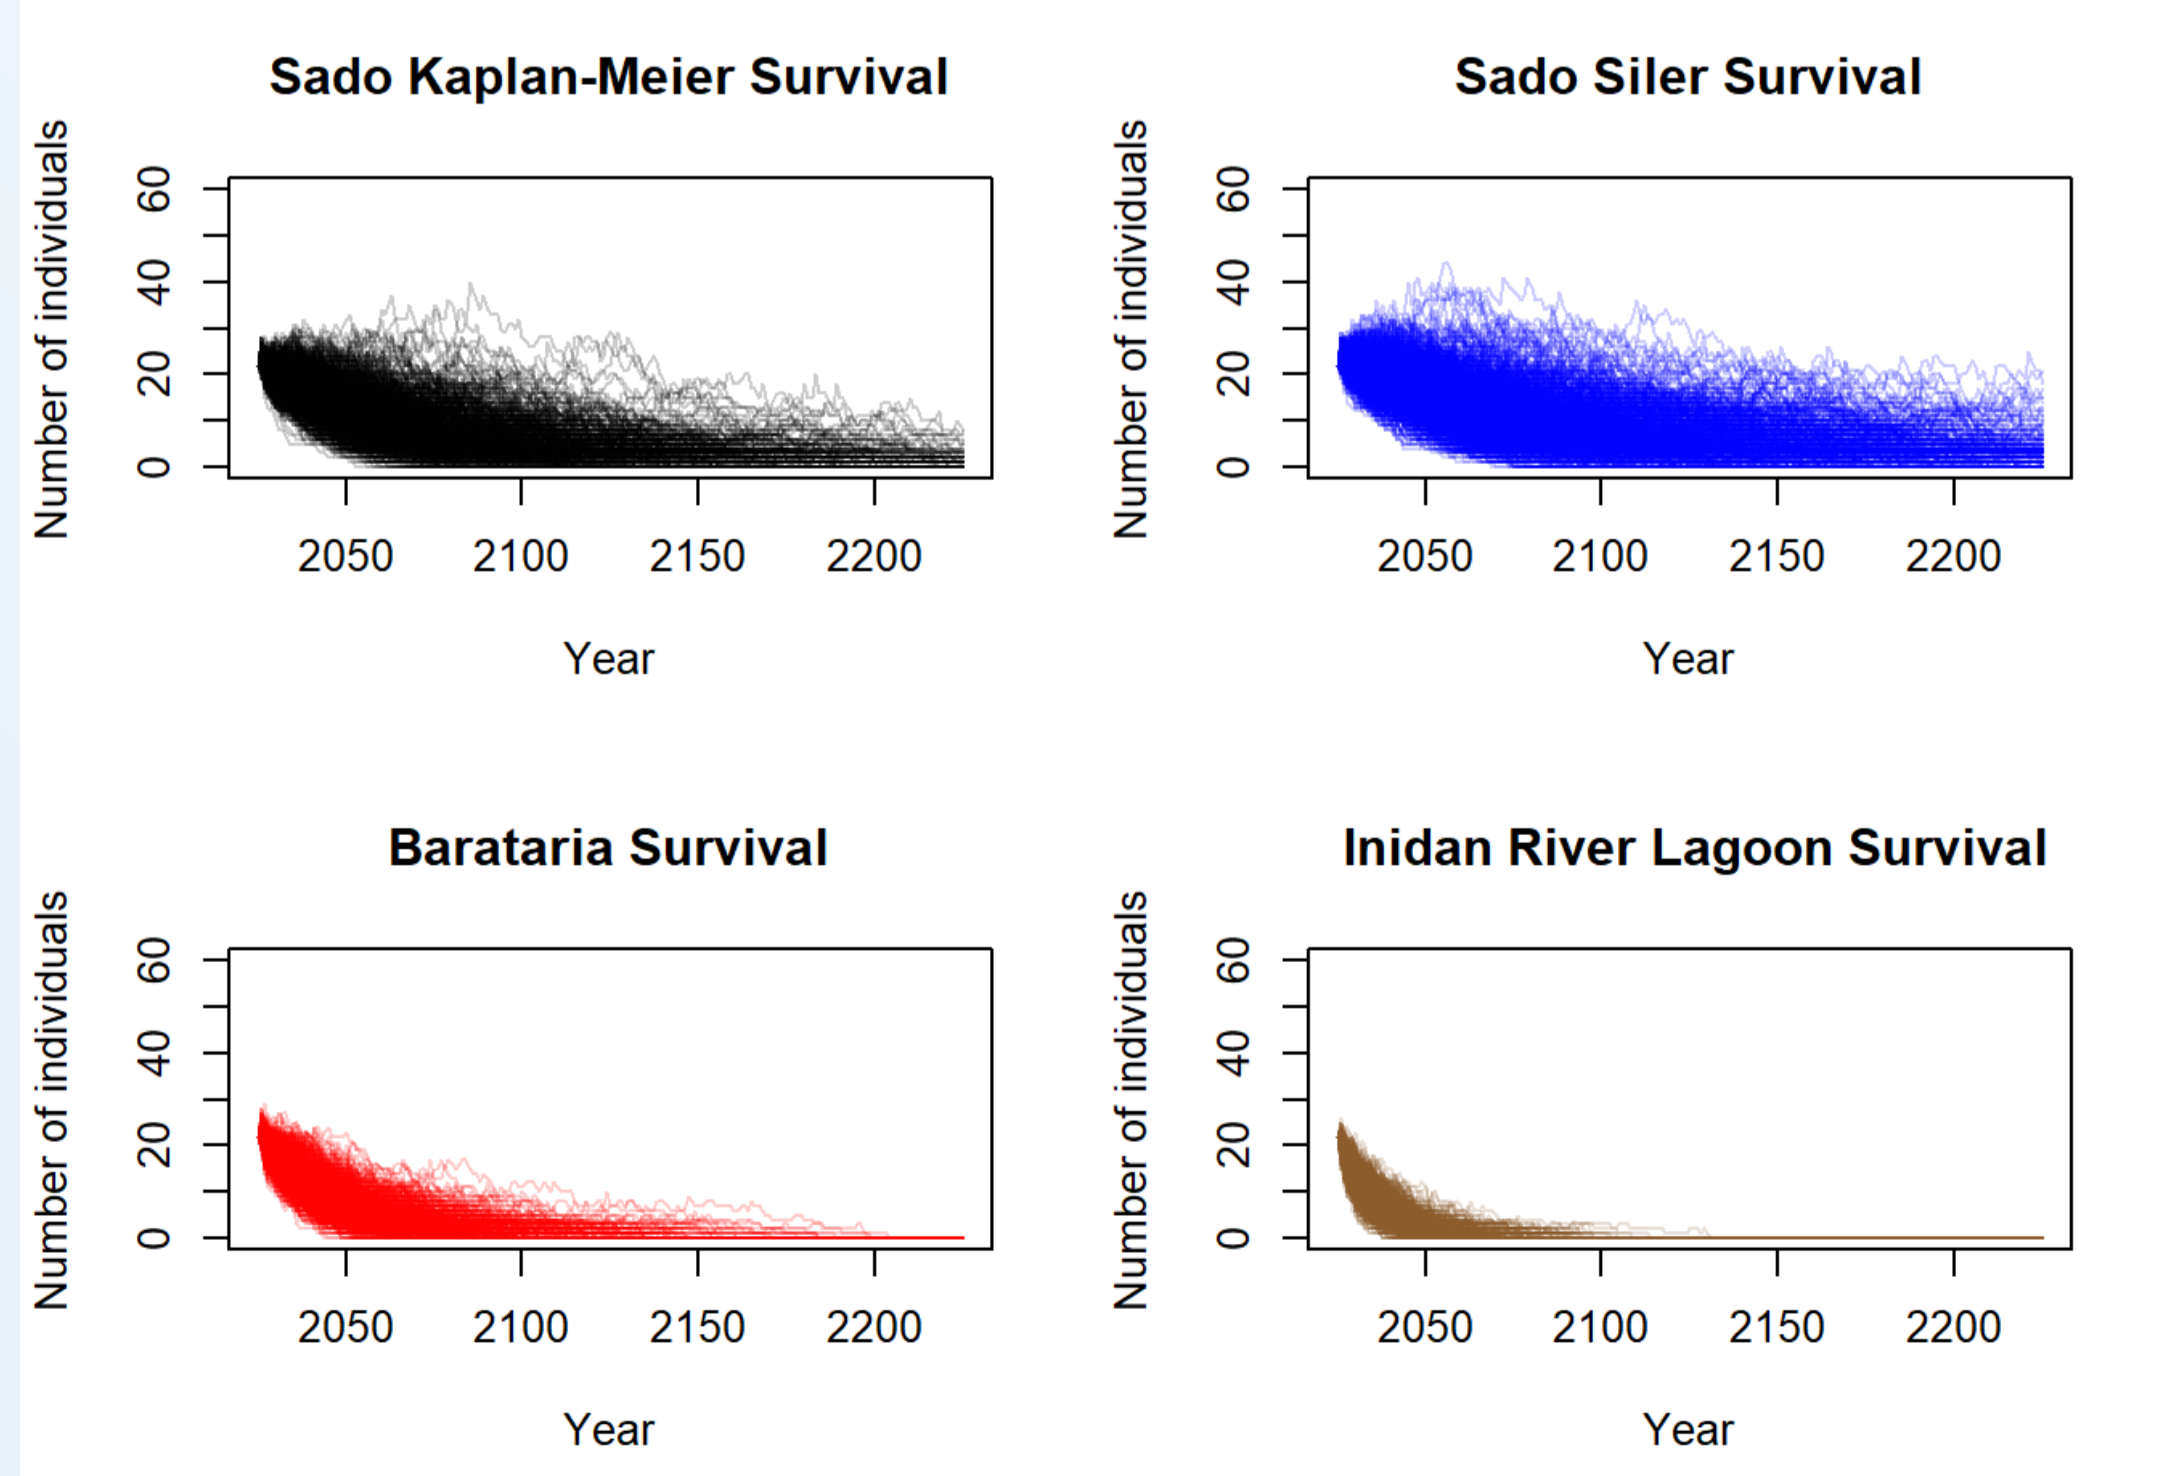 Sado Kaplan-Meier Survival
Number of individuals
60
40
20
0
2050 2100 2150 2200
Year
Sado Siler Survival
Number of individuals
60
40
20
0
2050 2100 2150 2200
Year
Barataria Survival
Number of individuals
60
40
20
0
2050 2100 2150 2200
Year
Inidan River Lagoon Survival
Number of individuals
60
40
20
0
2050 2100 2150 2200
Year